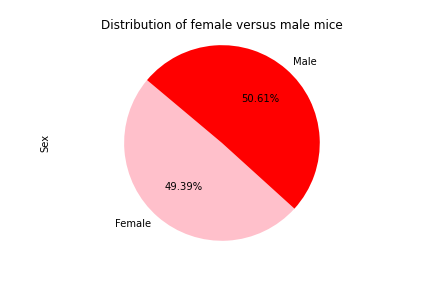 Distribution of female versus male mice
Male
50.61%
Sex
49.39%
Female